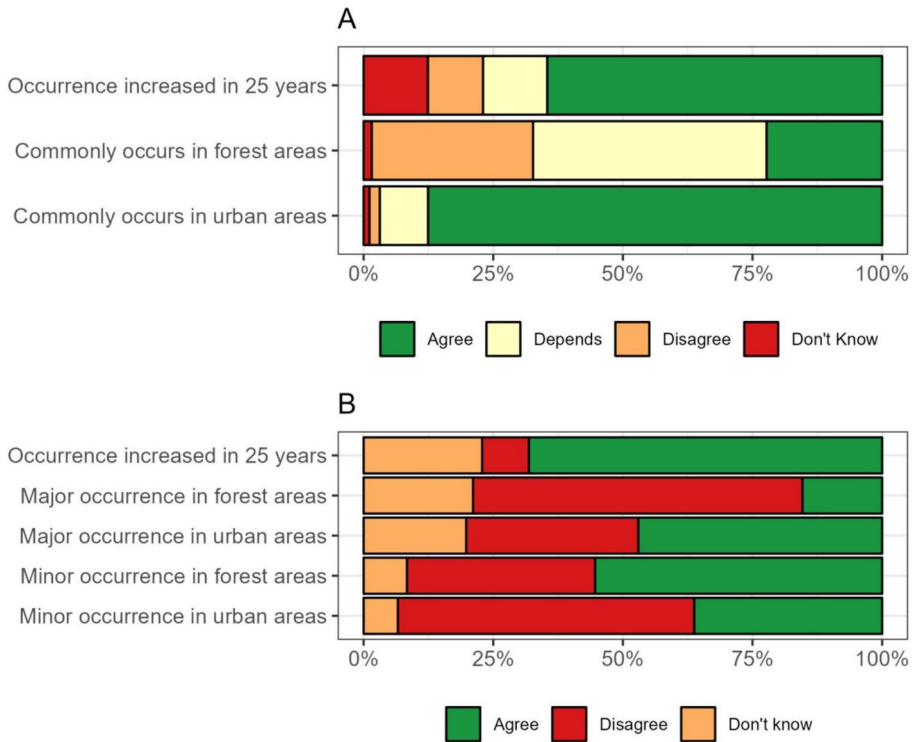 A
Occurrence increased in 25 years
Commonly occurs in forest areas
Commonly occurs in urban areas
0% 25% 50% 75% 100%
Agree Depends Disagree Don't Know
B
Occurrence increased in 25 years
Major occurrence in forest areas
Major occurrence in urban areas
Minor occurrence in forest areas
Minor occurrence in urban areas
0% 25% 50% 75% 100%
Agree Disagree Don't know